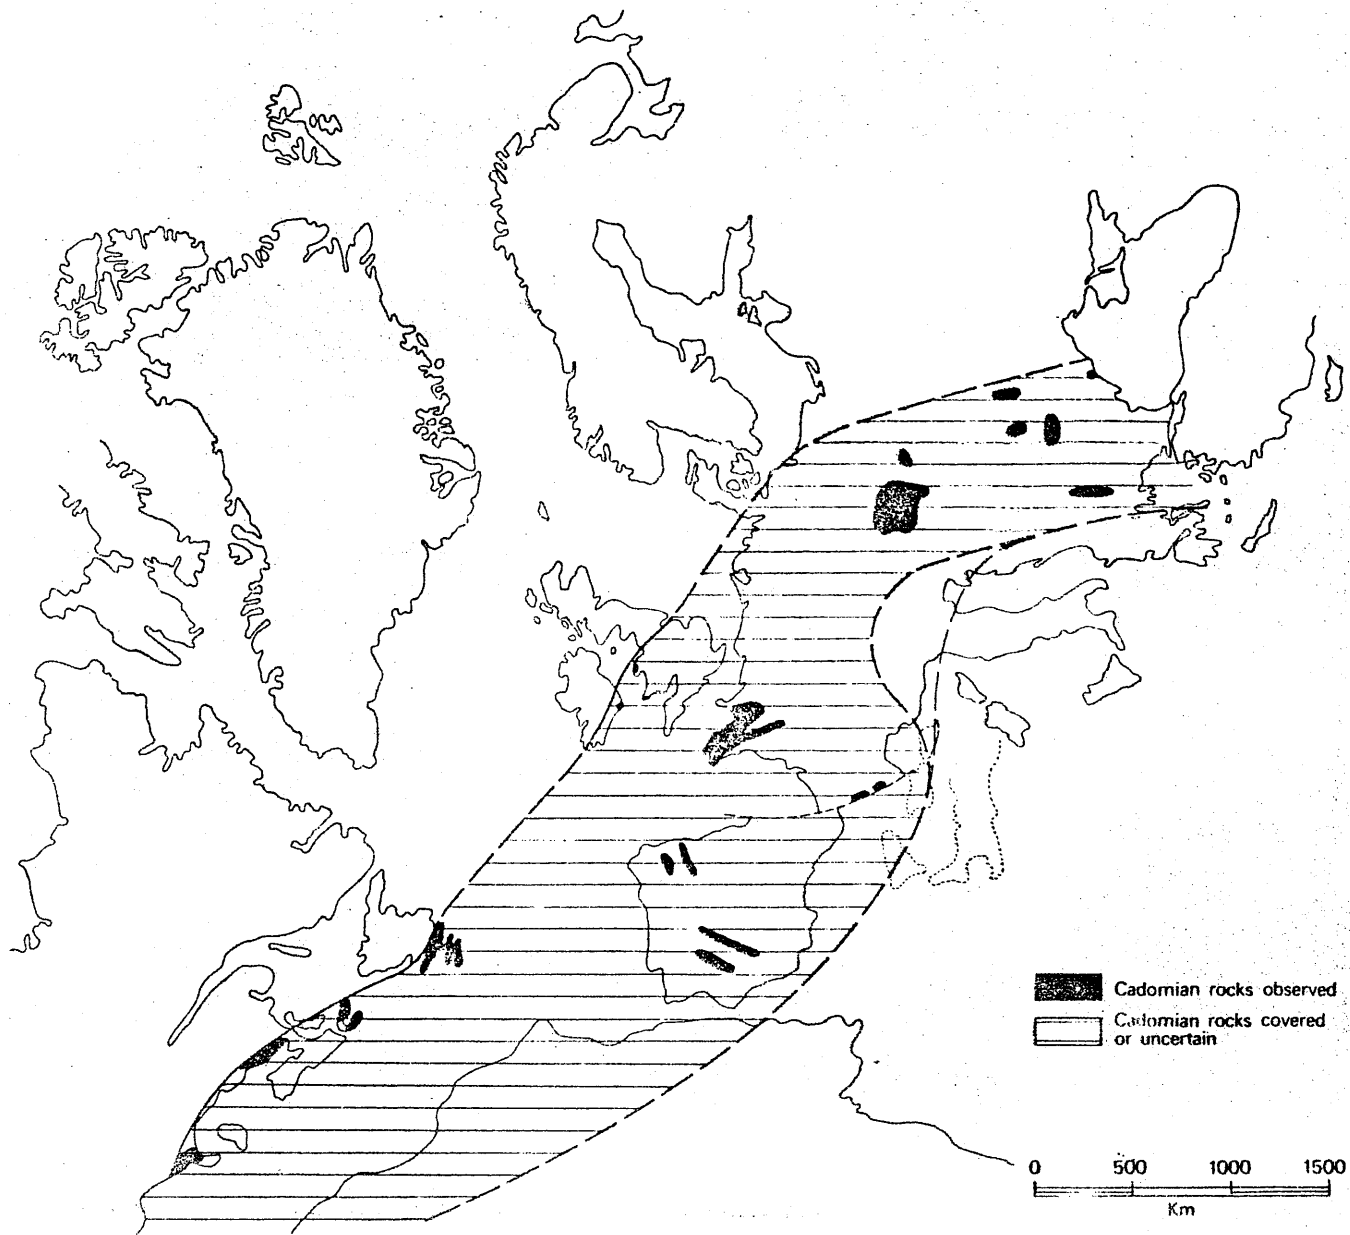 Cadomian rocks observed
Cadomian rocks covered
or uncertain
0 500 1000 1500
Km